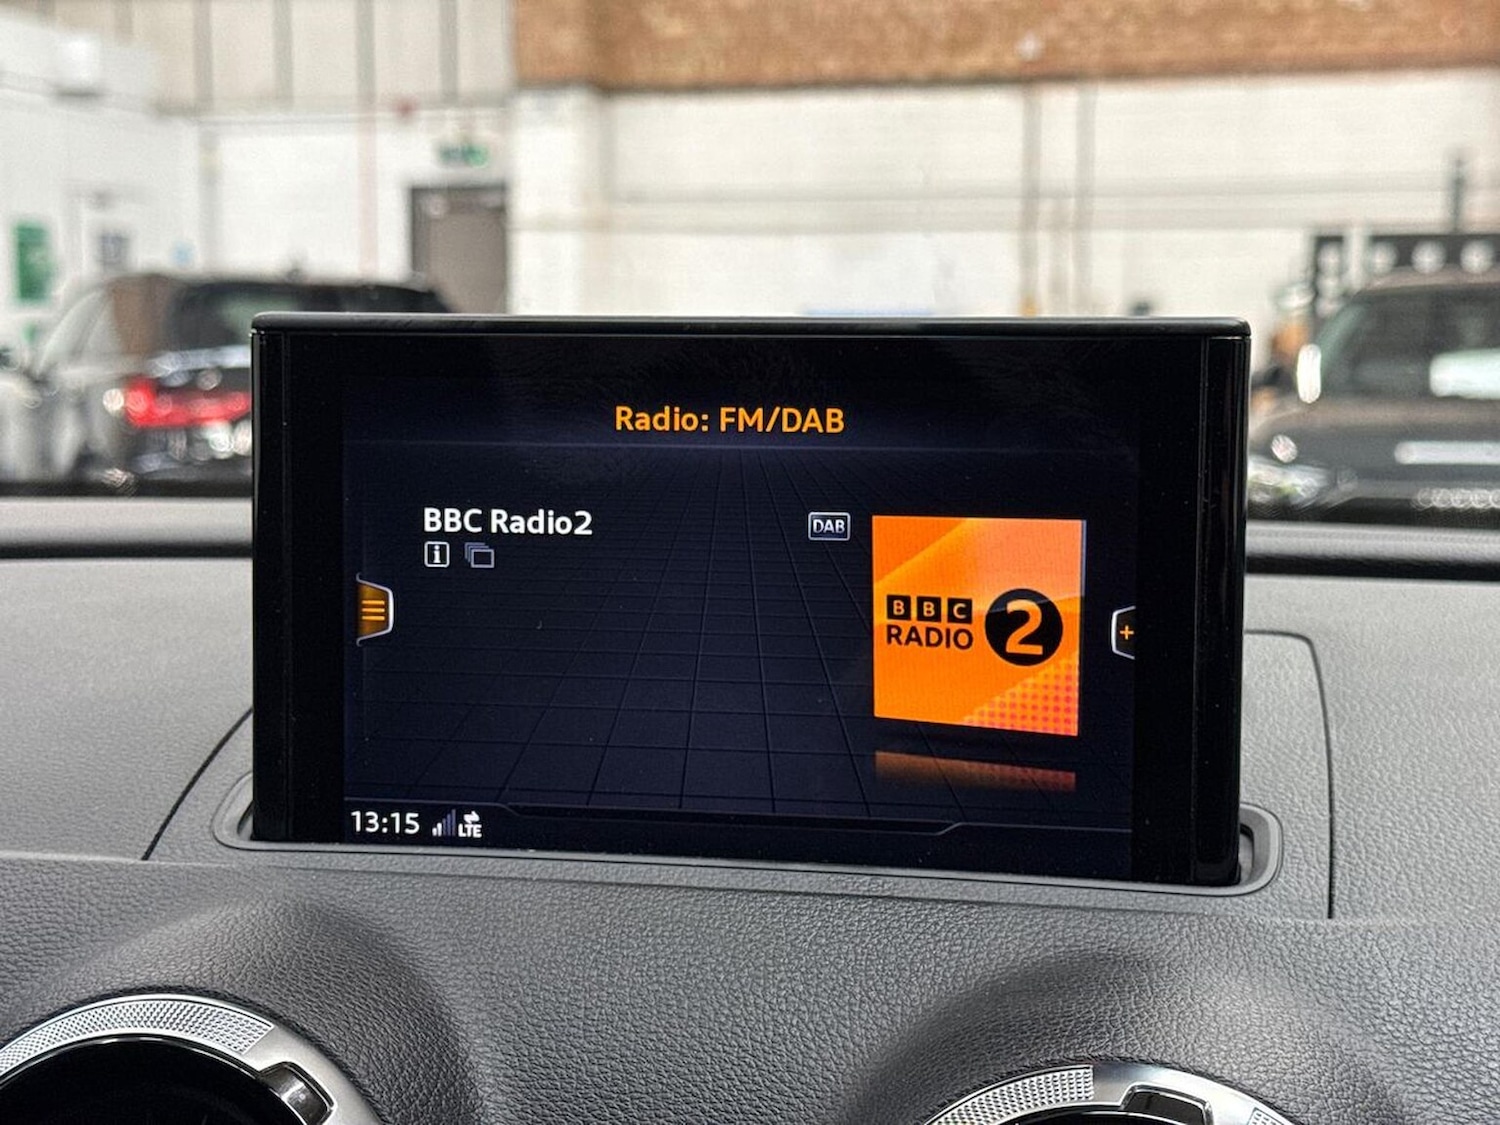 Radio: FM/DAB
BBC Radio2
DAB
i
BBC
RADIO 2
+
13:15 LTE